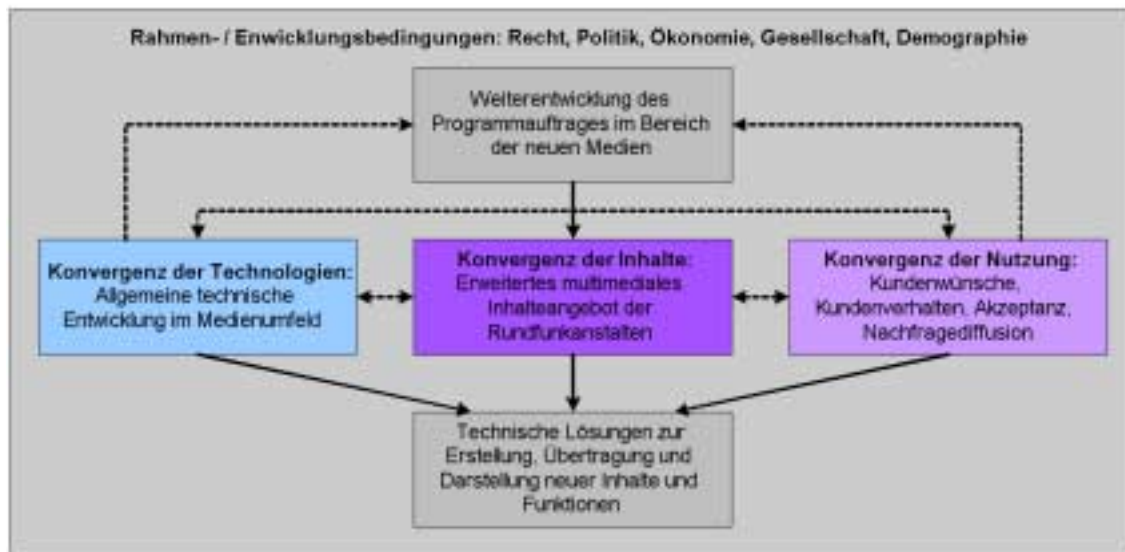 Rahmen- / Enwicklungsbedingungen: Recht, Politik, Ökonomie, Gesellschaft, Demographie
Weiterentwicklung des
Programmauftrages im Bereich
der neuen Medien
Konvergenz der Technologien:
Allgemeine technische
Entwicklung im Medienumfeld
Konvergenz der Inhalte:
Erweitertes multimediales
Inhalteangebot der
Rundfunkanstalten
Konvergenz der Nutzung:
Kundenwünsche,
Kundenverhalten, Akzeptanz,
Nachfragediffusion
Technische Lösungen zur
Erstellung, Übertragung und
Darstellung neuer Inhalte und
Funktionen